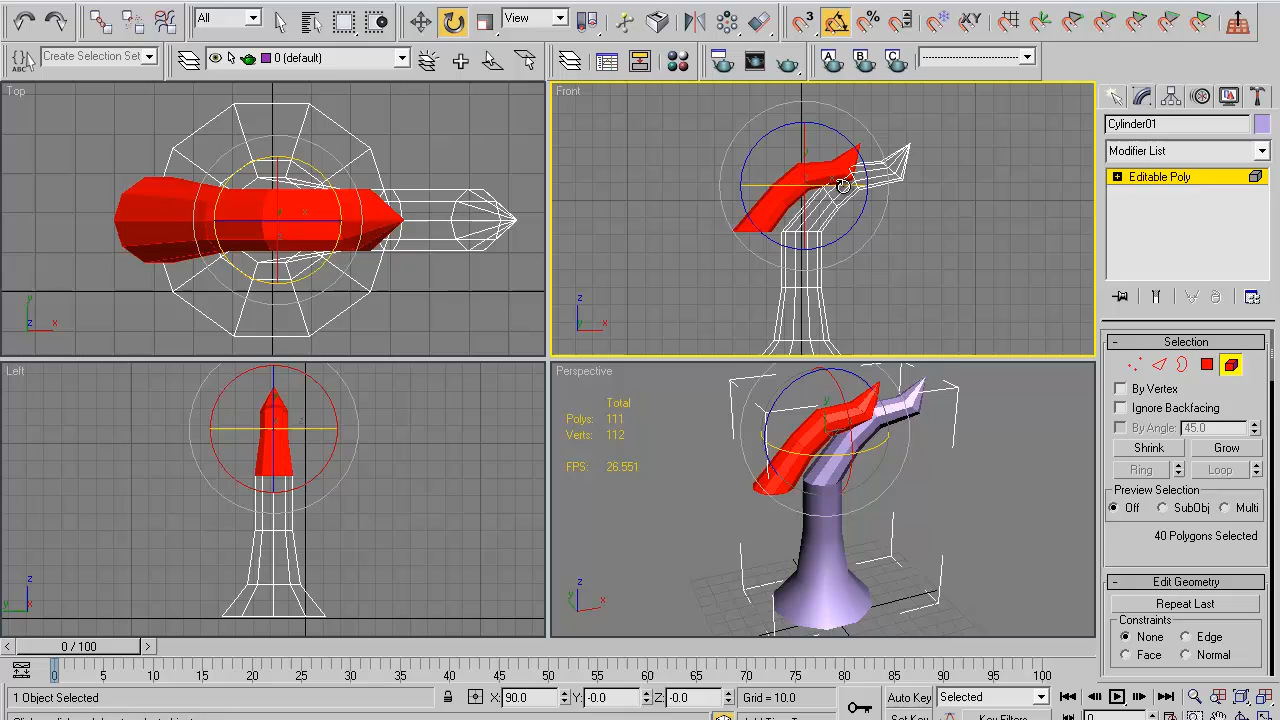 All
View
3
%
XY
Create Selection Set
0 (default)
A
B
C
Top
Front
Cylinder01
Modifier List
Editable Poly
y
z
x
z
x
Selection
By Vertex
Ignore Backfacing
By Angle: 45.0
Shrink
Grow
Ring
Loop
Preview Selection
Off
SubObj
Multi
40 Polygons Selected
Left
Perspective
Total
Polys: 111
Verts: 112
FPS: 26.551
z
y
z
y
x
Edit Geometry
Repeat Last
Constraints
None
Edge
Face
Normal
0 / 100
0 5 10 15 20 25 30 35 40 45 50 55 60 65 70 75 80 85 90 95 100
1 Object Selected
X: 90.0
Y: -0.0
Z: -0.0
Grid = 10.0
Auto Key
Selected